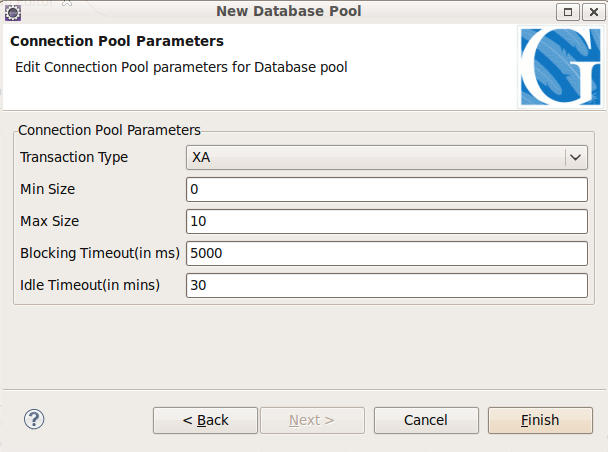 New Database Pool
Connection Pool Parameters
Edit Connection Pool parameters for Database pool
G
Connection Pool Parameters
Transaction Type XA
Min Size 0
Max Size 10
Blocking Timeout(in ms) 5000
Idle Timeout(in mins) 30
? < Back Next > Cancel Finish